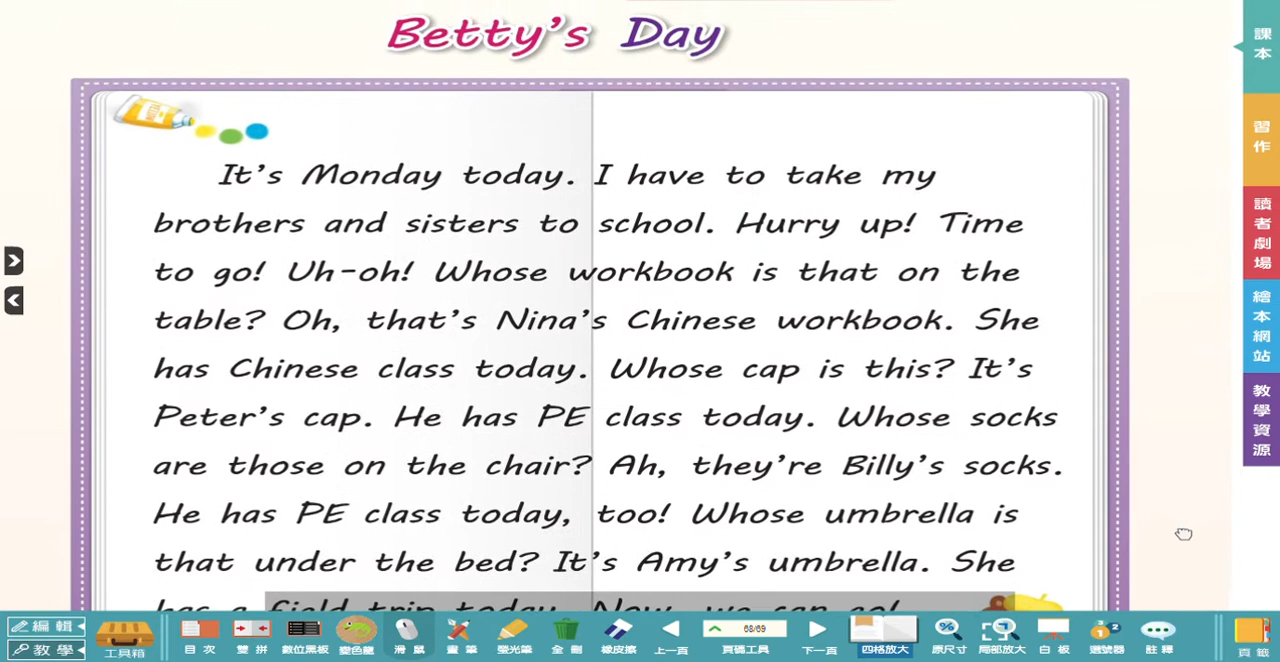 Betty's Day
It's Monday today. I have to take my
brothers and sisters to school. Hurry up! Time
to go! Uh-oh! Whose workbook is that on the
table? Oh, that's Nina's Chinese workbook. She
has Chinese class today. Whose cap is this? It's
Peter's cap. He has PE class today. Whose socks
are those on the chair? Ah, they're Billy's socks.
He has PE class today, too! Whose umbrella is
that under the bed? It's Amy's umbrella. She
has a field trip today. Now, we can go!
課本
習作
讀者劇場
繪本網站
教學資源
編輯
教學
工具箱
目次
雙拼
數位黑板
變色龍
滑鼠
畫筆
螢光筆
全刪
橡皮擦
上一頁
68/69
頁碼工具
下一頁
四格放大
原尺寸
局部放大
白板
選號器
註釋
頁籤